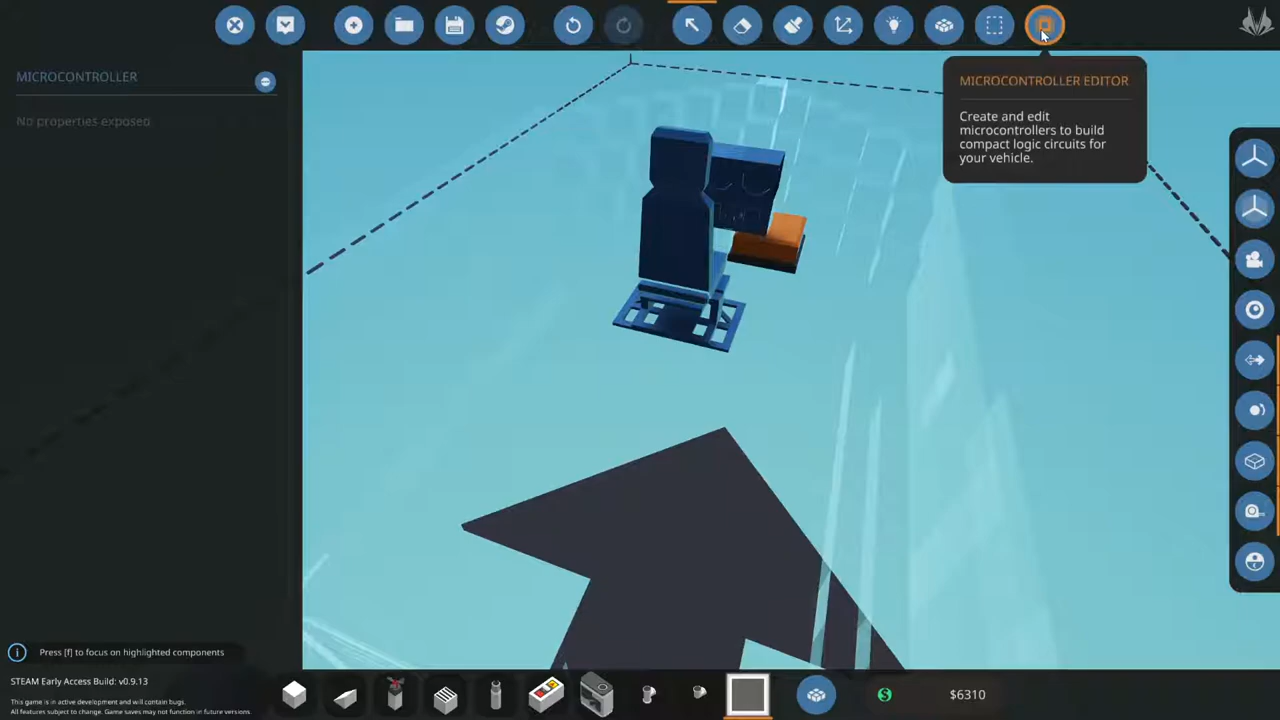 MICROCONTROLLER
No properties exposed
MICROCONTROLLER EDITOR
Create and edit
microcontrollers to build
compact logic circuits for
your vehicle.
Press [f] to focus on highlighted components
STEAM Early Access Build: v0.9.13
This game is in active development and will contain bugs.
All features subject to change. Game saves may not function in future versions.
$6310